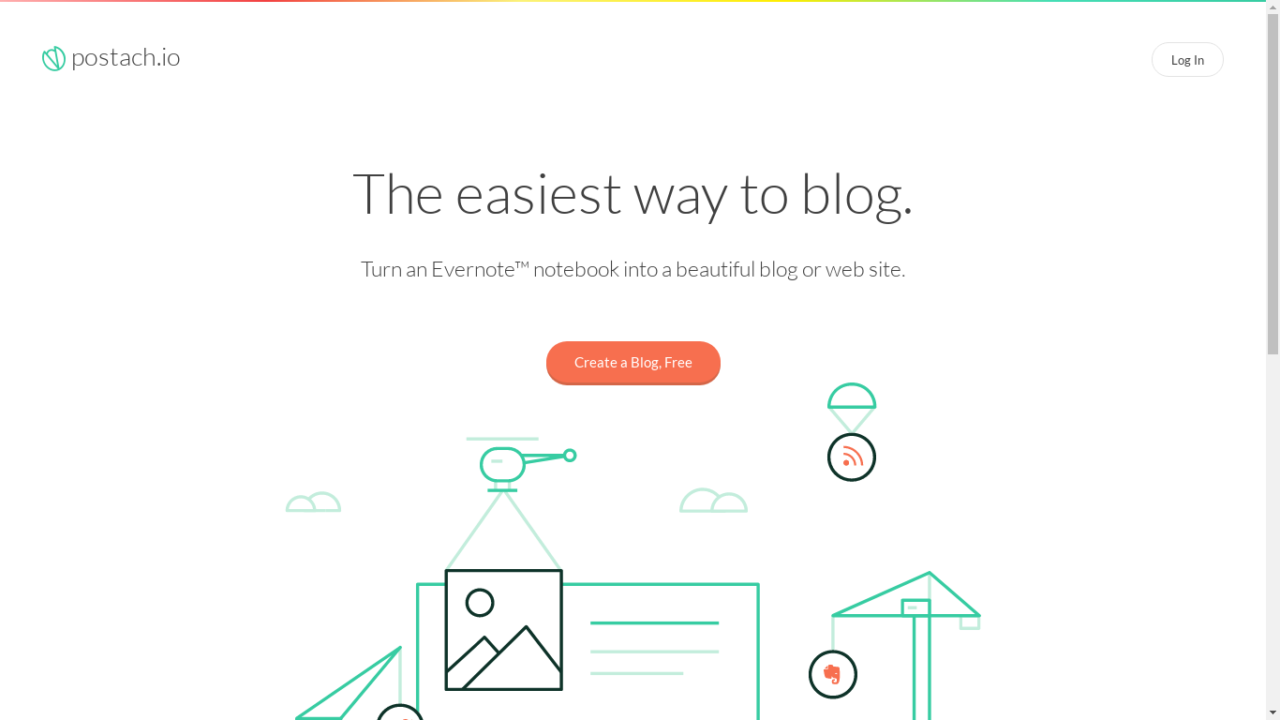 postach.io
Log In
The easiest way to blog.
Turn an Evernote™ notebook into a beautiful blog or web site.
Create a Blog, Free